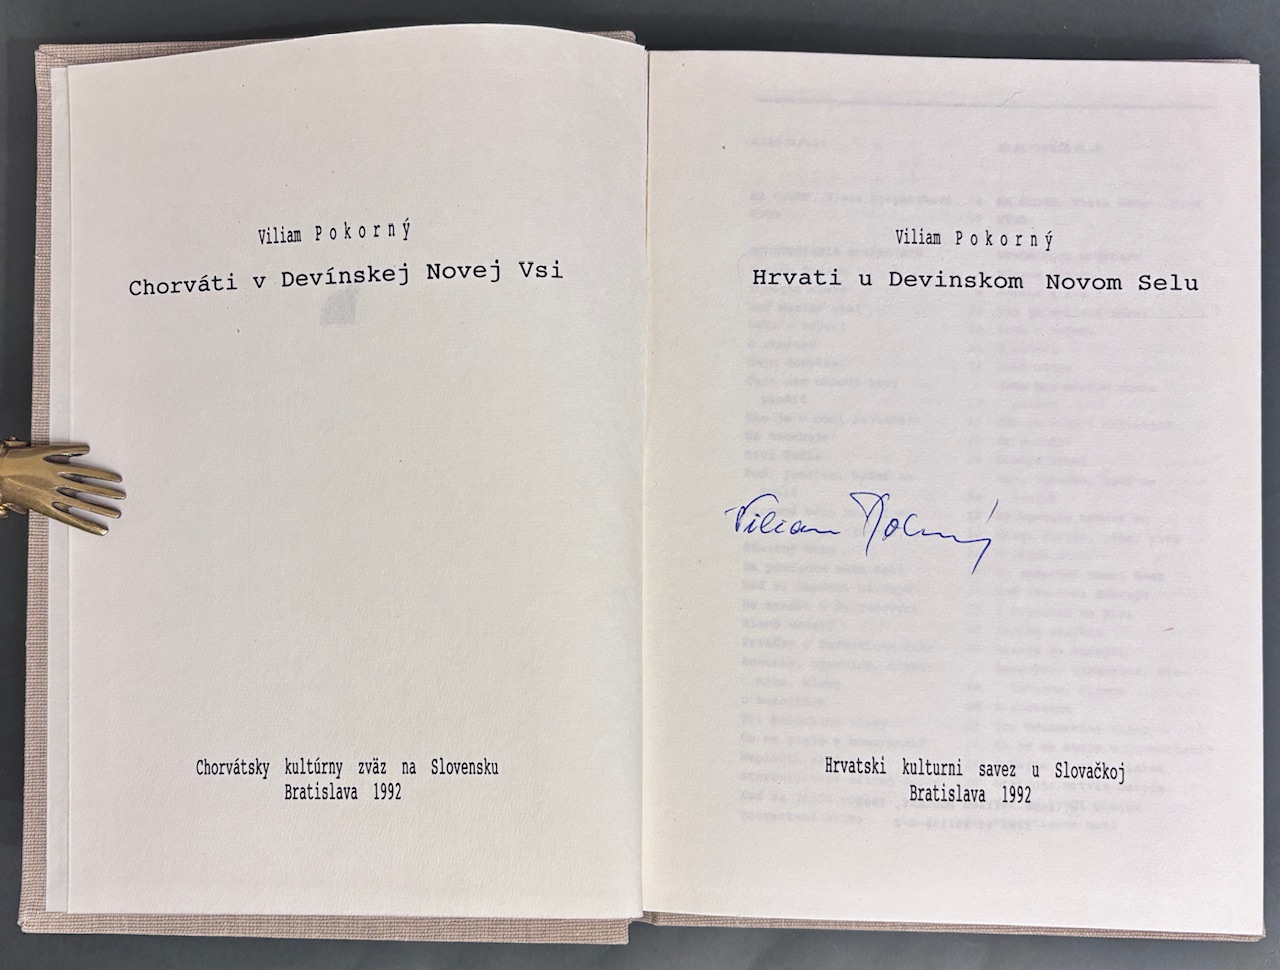 Viliam Pokorný
Chorváti v Devínskej Novej Vsi
Chorvátsky kultúrny zväz na Slovensku
Bratislava 1992
Viliam Pokorný
Hrvati u Devinskom Novom Selu
Viliam Pokorný
Hrvatski kulturni savez u Slovačkoj
Bratislava 1992